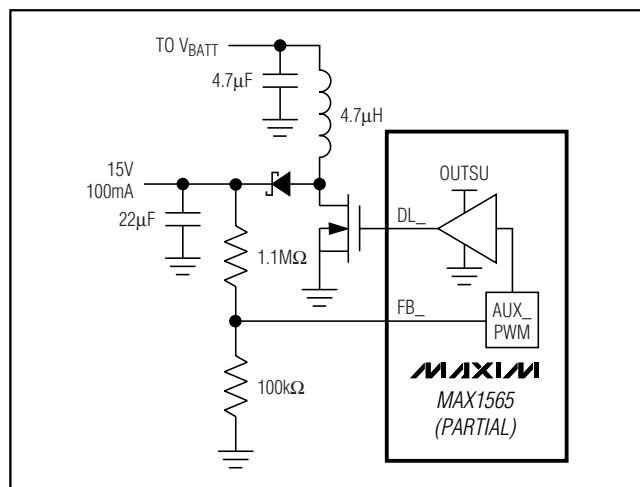 TO VBATT
4.7μF
4.7μH
15V
100mA
22μF
1.1MΩ
100kΩ
OUTSU
DL_
FB_
AUX_
PWM
MAXIM
MAX1565
(PARTIAL)